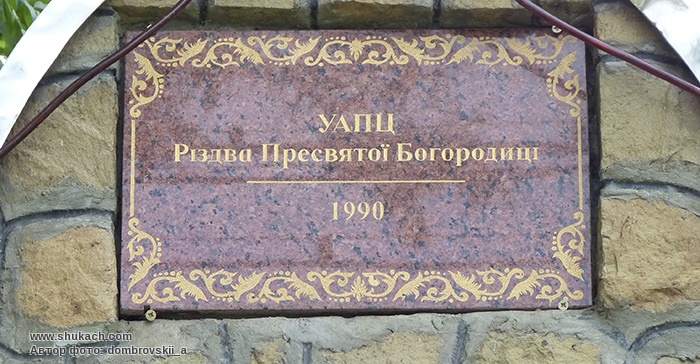 УАПЦ
Різдва Пресвятої Богородиці
1990
www.shukach.com
Автор фото: dombrovskii_a